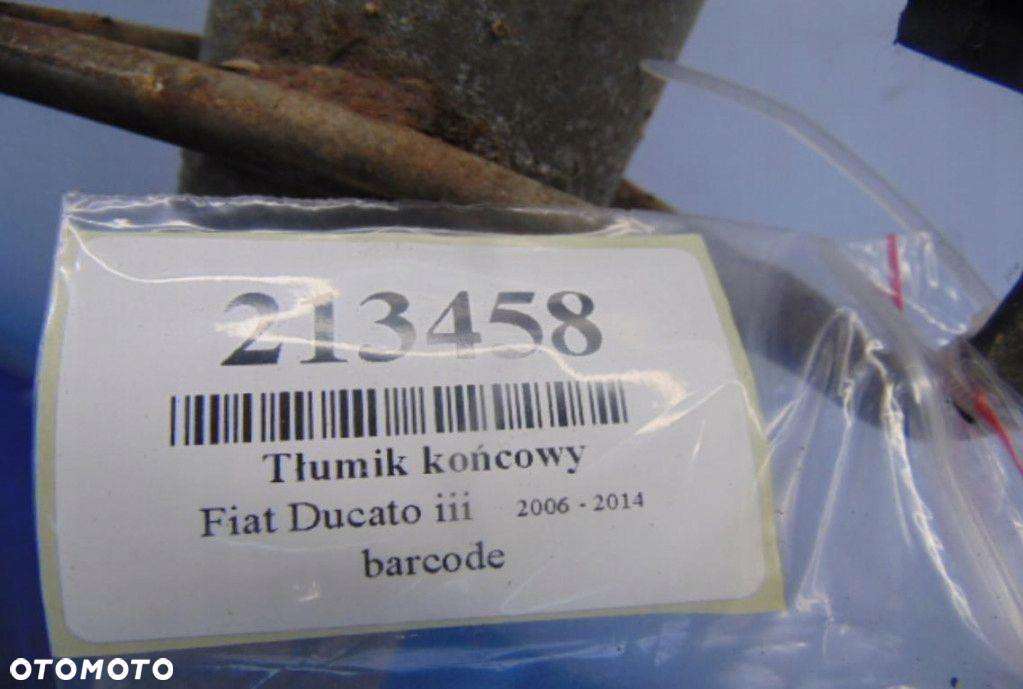 213458
Tłumik końcowy
Fiat Ducato iii 2006 - 2014
barcode
OTOMOTO